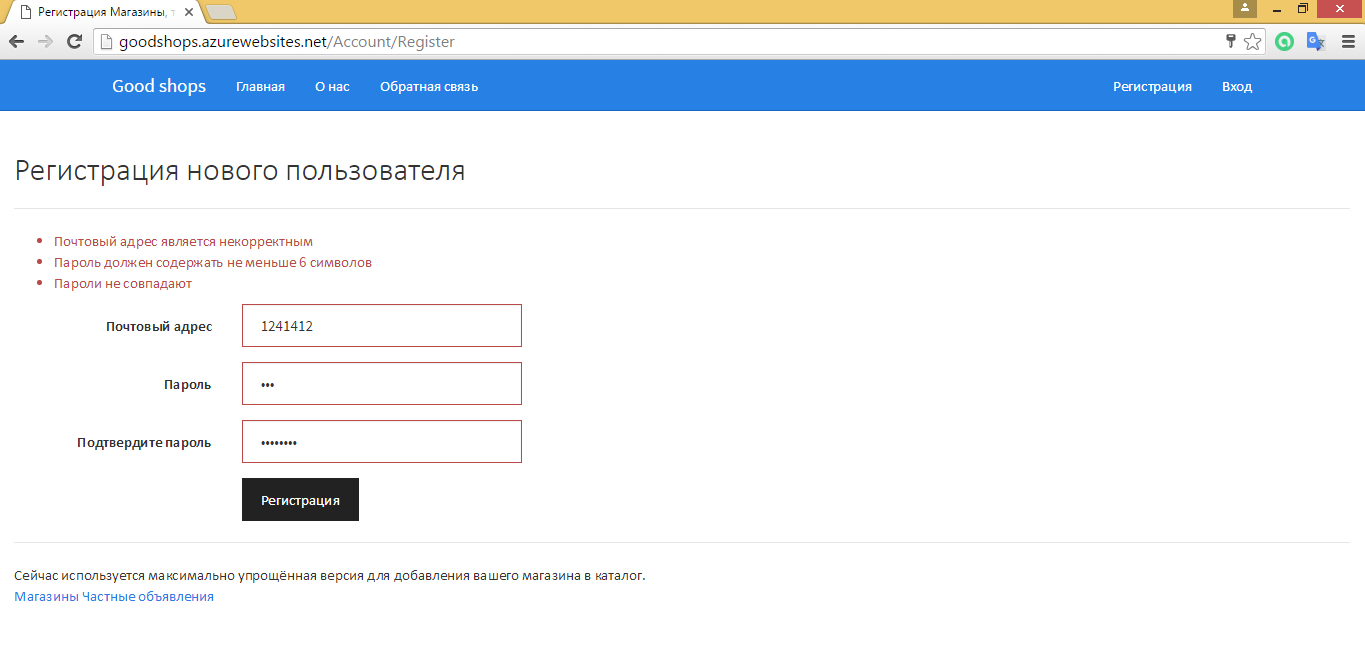 Регистрация Магазины, т
goodshops.azurewebsites.net/Account/Register
Good shops Главная О нас Обратная связь Регистрация Вход
Регистрация нового пользователя
Почтовый адрес является некорректным
Пароль должен содержать не меньше 6 символов
Пароли не совпадают
Почтовый адрес 1241412
Пароль •••
Подтвердите пароль ••••••••
Регистрация
Сейчас используется максимально упрощённая версия для добавления вашего магазина в каталог.
Магазины Частные объявления